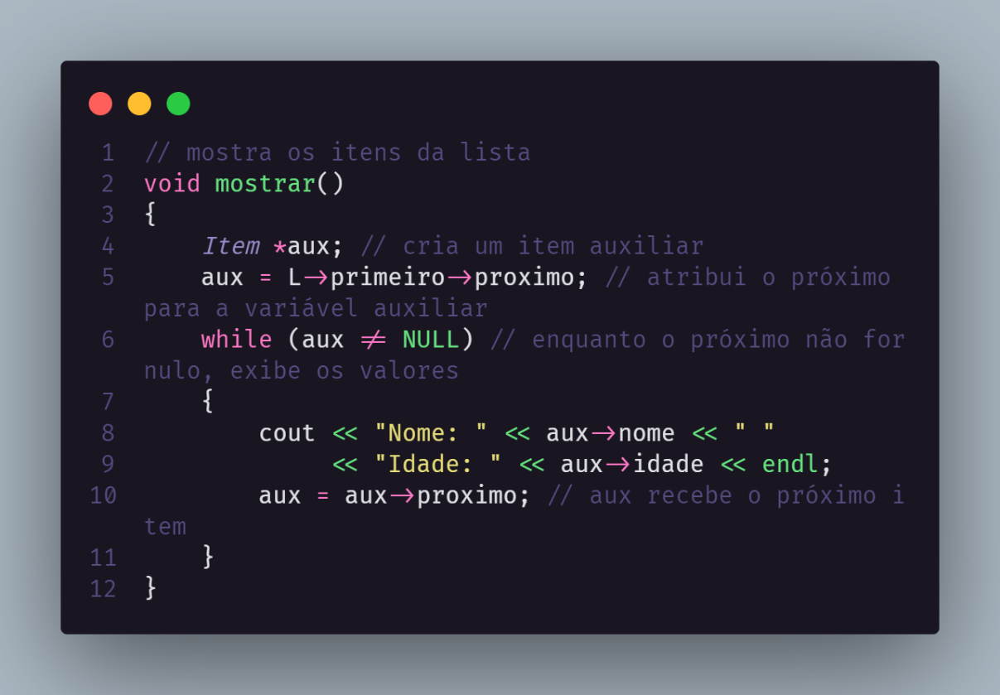 1 // mostra os itens da lista
2 void mostrar()
3 {
4     Item *aux; // cria um item auxiliar
5     aux = L->primeiro->proximo; // atribui o próximo
para a variável auxiliar
6     while (aux != NULL) // enquanto o próximo não for
nulo, exibe os valores
7     {
8         cout << "Nome: " << aux->nome << " "
9              << "Idade: " << aux->idade << endl;
10         aux = aux->proximo; // aux recebe o próximo i
tem
11     }
12 }